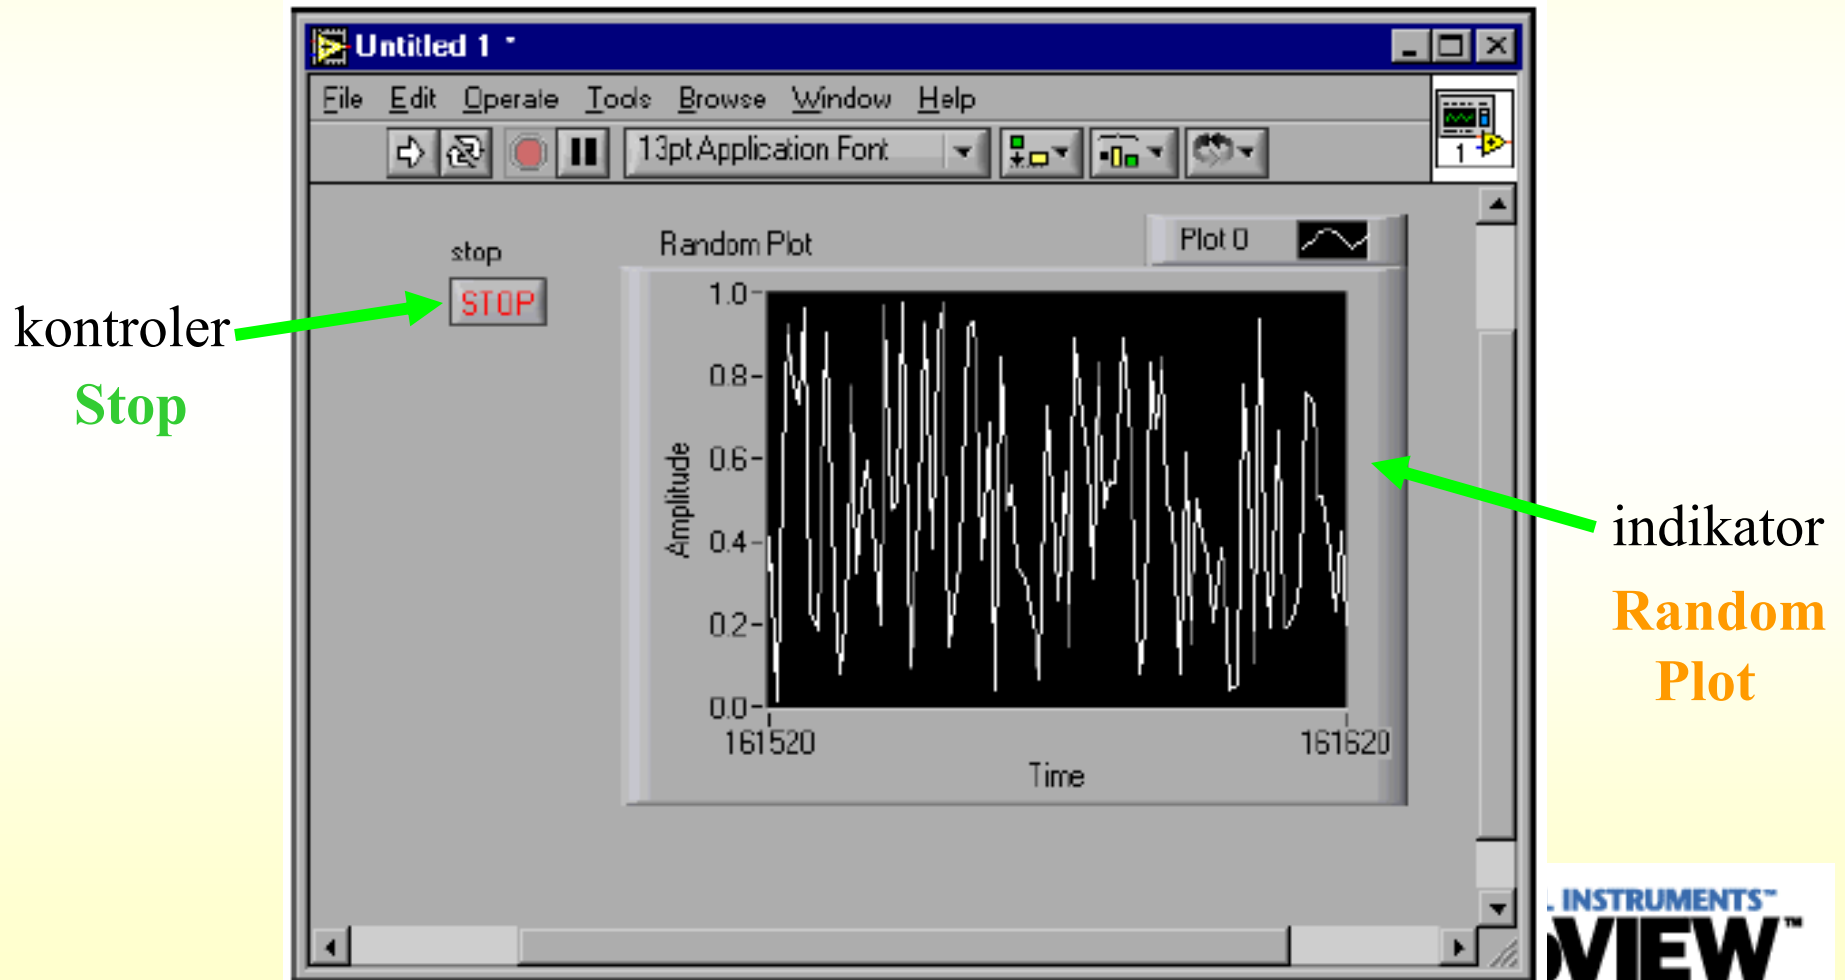 Untitled 1 *
File Edit Operate Tools Browse Window Help
13pt Application Font
1
stop
STOP
Random Plot
Plot 0
kontroler
Stop
1.0
0.8
0.6
0.4
0.2
0.0
Amplitude
161520
161620
Time
indikator
Random
Plot
L INSTRUMENTS™
VIEW™